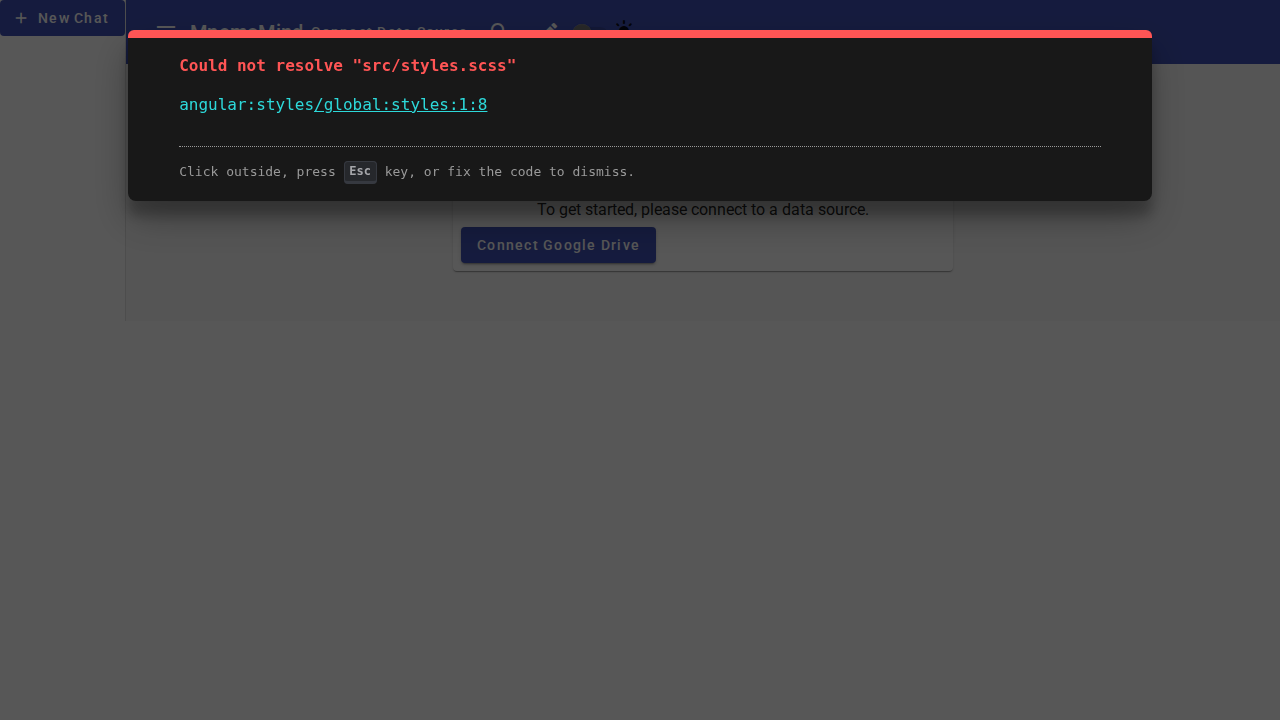 New Chat
MnemoMind Connect Data Source
Could not resolve "src/styles.scss"
angular:styles/global:styles:1:8
Click outside, press Esc key, or fix the code to dismiss.
To get started, please connect to a data source.
Connect Google Drive